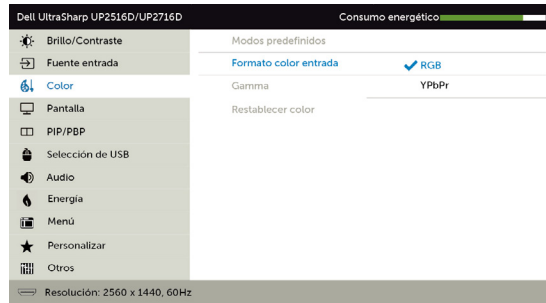 Dell UltraSharp UP2516D/UP2716D Consumo energético
Brillo/Contraste Modos predefinidos
Fuente entrada Formato color entrada RGB
Color Gamma YPbPr
Pantalla Restablecer color
PIP/PBP
Selección de USB
Audio
Energía
Menú
Personalizar
Otros
Resolución: 2560 x 1440, 60Hz